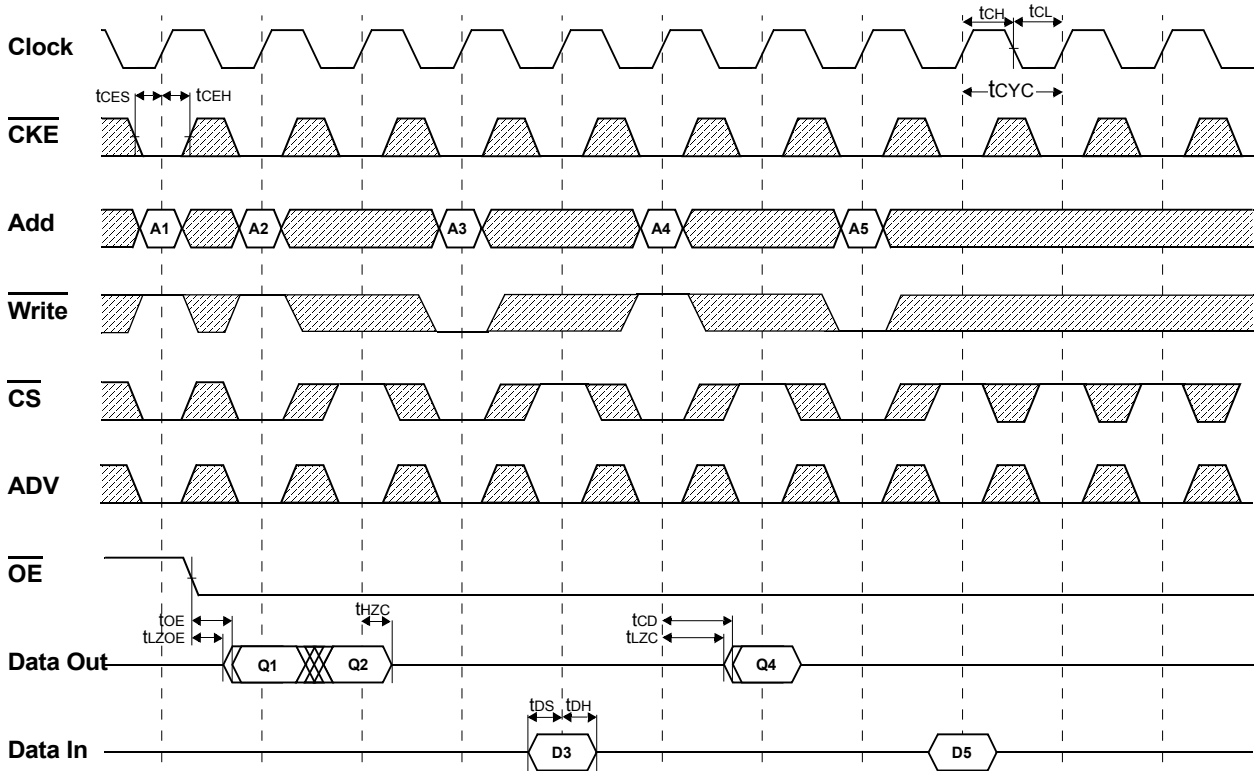 tCH tCL
Clock
tCES tCEH tCYC
CKE
Add A1 A2 A3 A4 A5
Write
CS
ADV
OE
tOE tHZC tCD
tLZOE tLZC
Data Out Q1 Q2 Q4
tDS tDH
Data In D3 D5